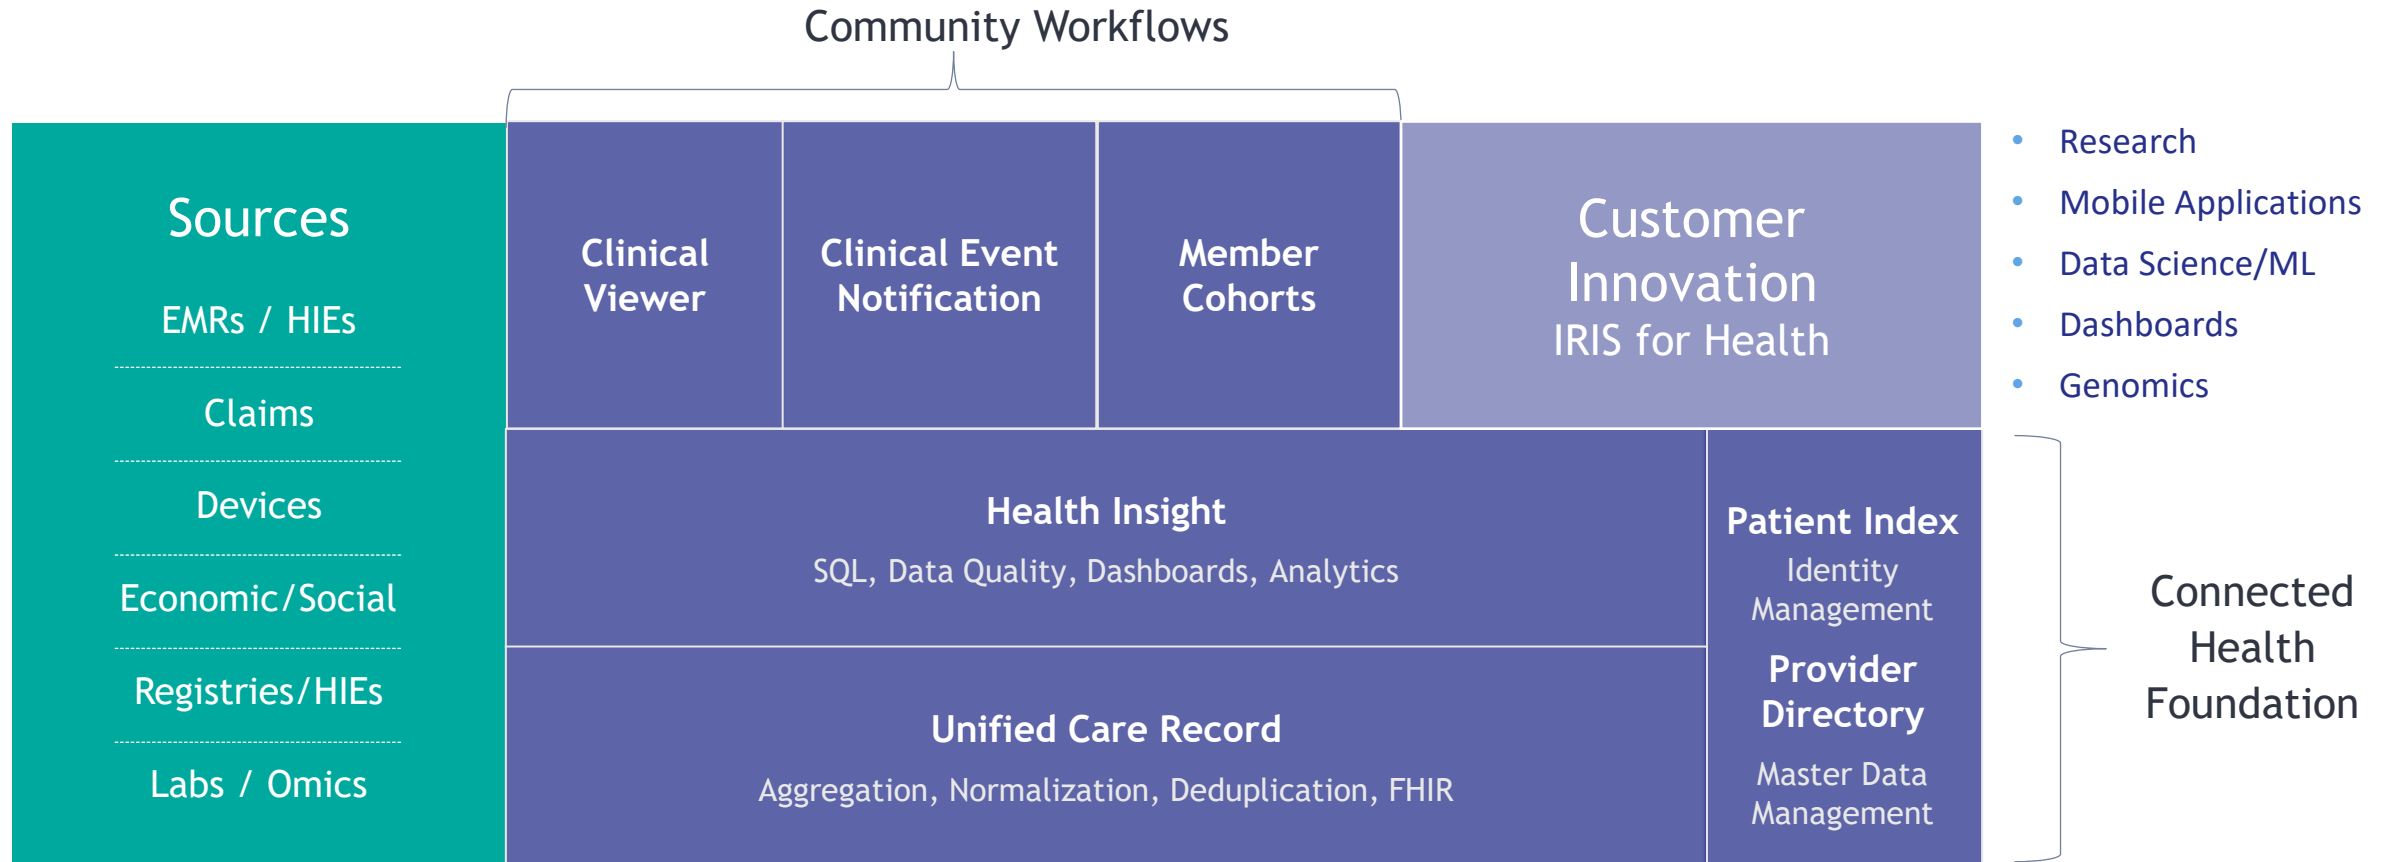 Community Workflows
Sources
EMRs / HIEs
Claims
Devices
Economic/Social
Registries/HIEs
Labs / Omics
Clinical
Viewer
Clinical Event
Notification
Member
Cohorts
Customer
Innovation
IRIS for Health
• Research
• Mobile Applications
• Data Science/ML
• Dashboards
• Genomics
Health Insight
SQL, Data Quality, Dashboards, Analytics
Unified Care Record
Aggregation, Normalization, Deduplication, FHIR
Patient Index
Identity
Management
Provider
Directory
Master Data
Management
Connected
Health
Foundation